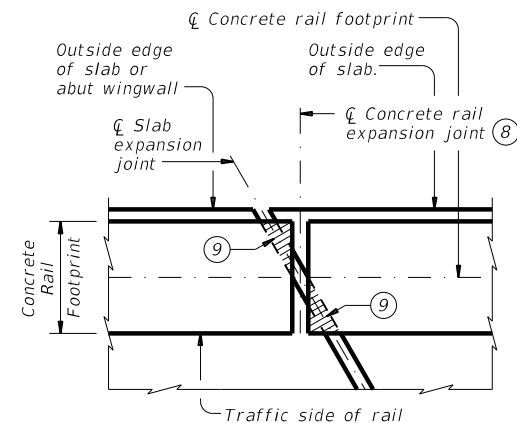 ℄ Concrete rail footprint
Outside edge
of slab or
abut wingwall
Outside edge
of slab.
℄ Slab
expansion
joint
℄ Concrete rail
expansion joint 8
9
Concrete
Rail
Footprint
9
Traffic side of rail